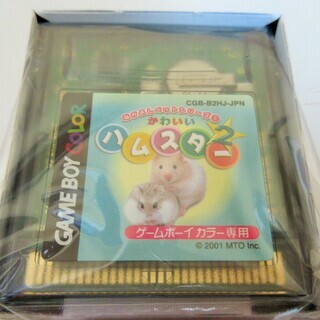 CGB-B2HJ-JPN
GAME BOY COLOR
かわいい
ハムスター2
ゲームボーイカラー専用
© 2001 MTO Inc.